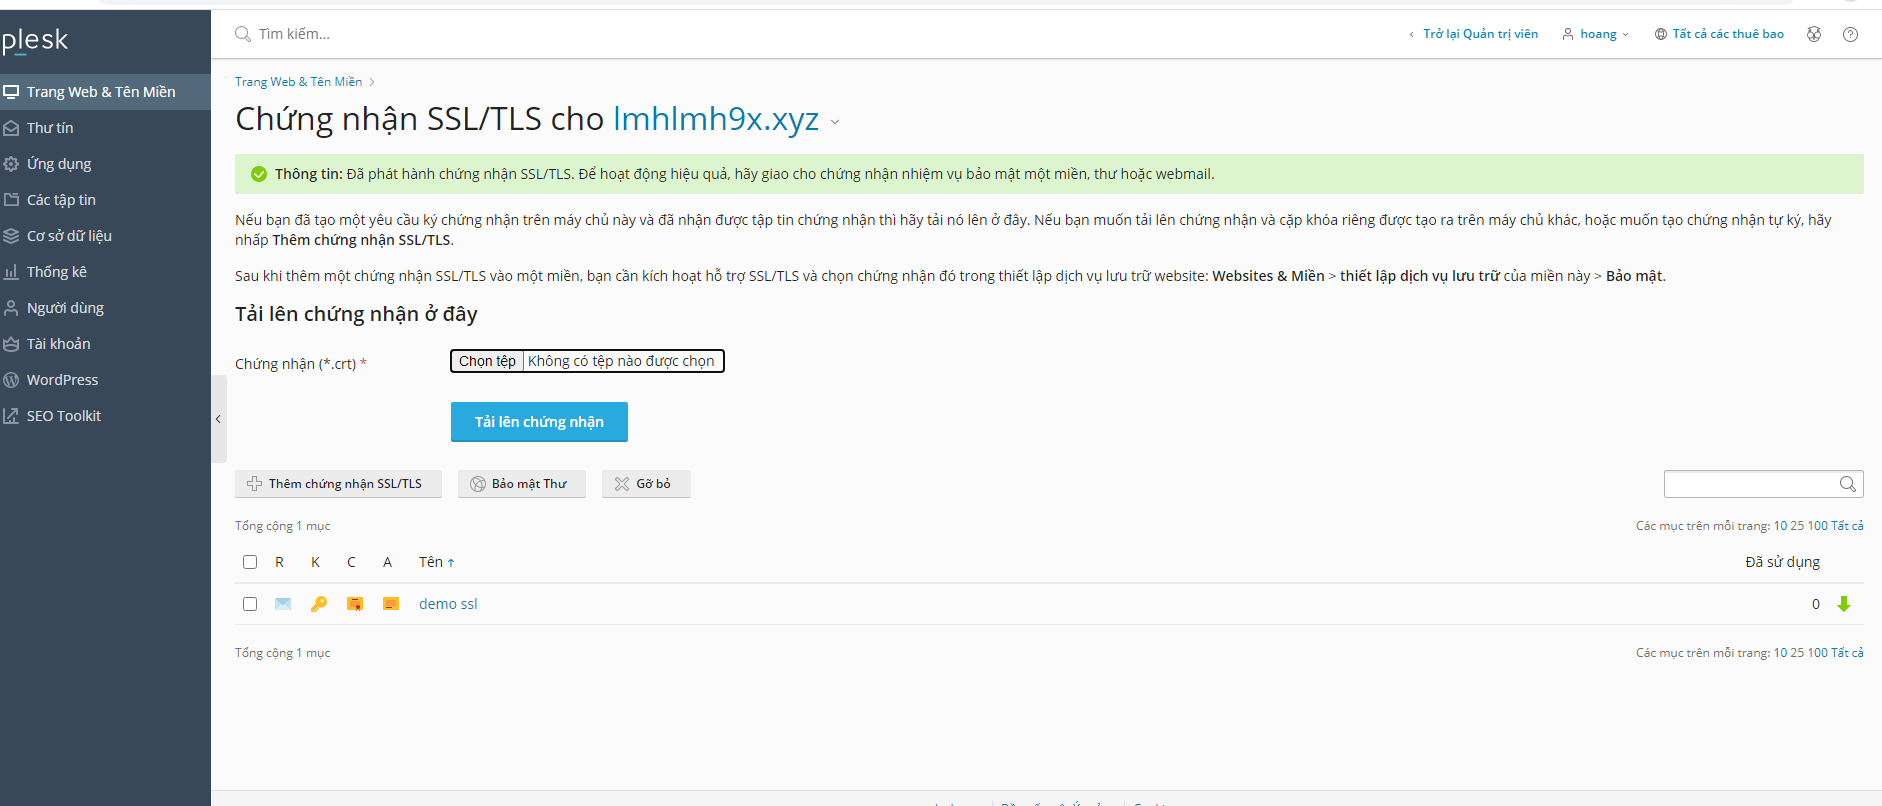 plesk
Tìm kiếm...
Trở lại Quản trị viên
hoang
Tất cả các thuê bao
Trang Web & Tên Miền
Thư tín
Ứng dụng
Các tập tin
Cơ sở dữ liệu
Thống kê
Người dùng
Tài khoản
WordPress
SEO Toolkit
Trang Web & Tên Miền
Chứng nhận SSL/TLS cho lmhlmh9x.xyz
Thông tin: Đã phát hành chứng nhận SSL/TLS. Để hoạt động hiệu quả, hãy giao cho chứng nhận nhiệm vụ bảo mật một miền, thư hoặc webmail.
Nếu bạn đã tạo một yêu cầu ký chứng nhận trên máy chủ này và đã nhận được tập tin chứng nhận thì hãy tải nó lên ở đây. Nếu bạn muốn tải lên chứng nhận và cặp khóa riêng được tạo ra trên máy chủ khác, hoặc muốn tạo chứng nhận tự ký, hãy
nhấp Thêm chứng nhận SSL/TLS.
Sau khi thêm một chứng nhận SSL/TLS vào một miền, bạn cần kích hoạt hỗ trợ SSL/TLS và chọn chứng nhận đó trong thiết lập dịch vụ lưu trữ website: Websites & Miền > thiết lập dịch vụ lưu trữ của miền này > Bảo mật.
Tải lên chứng nhận ở đây
Chứng nhận (*.crt) *
Chọn tệp Không có tệp nào được chọn
Tải lên chứng nhận
Thêm chứng nhận SSL/TLS
Bảo mật Thư
Gỡ bỏ
Tổng cộng 1 mục
Các mục trên mỗi trang: 10 25 100 Tất cả
R K C A Tên ↑ Đã sử dụng
demo ssl 0
Tổng cộng 1 mục
Các mục trên mỗi trang: 10 25 100 Tất cả